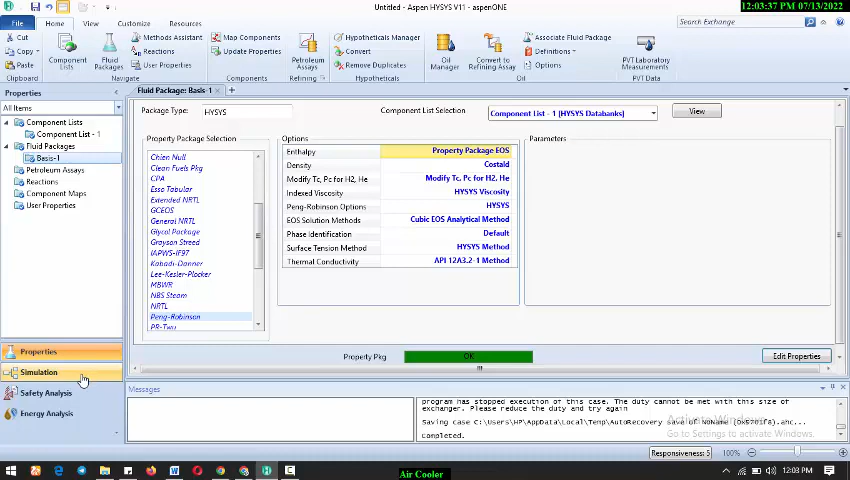 Untitled - Aspen HYSYS V11 - aspenONE
12:03:37 PM 07/13/2022
File
Home
View
Customize
Resources
Search Exchange
Cut
Copy
Paste
Clipboard
Component Lists
Fluid Packages
Methods Assistant
Reactions
User Properties
Navigate
Map Components
Update Properties
Components
Petroleum Assays
Refining
Hypotheticals Manager
Convert
Remove Duplicates
Hypotheticals
Oil Manager
Convert to Refining Assay
Associate Fluid Package
Definitions
Options
Oil
PVT Laboratory Measurements
PVT Data
Properties
All Items
Component Lists
Component List - 1
Fluid Packages
Basis-1
Petroleum Assays
Reactions
Component Maps
User Properties
Properties
Simulation
Safety Analysis
Energy Analysis
Fluid Package: Basis-1
Package Type: HYSYS
Component List Selection
Component List - 1 [HYSYS Databanks]
View
Property Package Selection
Chien Null
Clean Fuels Pkg
CPA
Esso Tabular
Extended NRTL
GCEOS
General NRTL
Glycol Package
Grayson Streed
IAPWS-IF97
Kabadi-Danner
Lee-Kesler-Plocker
MBWR
NBS Steam
NRTL
Peng-Robinson
PR-Twu
Options
Enthalpy Property Package EOS
Density Costald
Modify Tc, Pc for H2, He Modify Tc, Pc for H2, He
Indexed Viscosity HYSYS Viscosity
Peng-Robinson Options HYSYS
EOS Solution Methods Cubic EOS Analytical Method
Phase Identification Default
Surface Tension Method HYSYS Method
Thermal Conductivity API 12A3.2-1 Method
Parameters
Property Pkg OK
Edit Properties
Messages
program has stopped execution of this case. The duty cannot be met with this size of
exchanger. Please reduce the duty and try again
Saving case C:\Users\HP\AppData\Local\Temp\AutoRecovery save of NoName
Completed.
Activate Windows
Go to Settings to activate Windows.
Responsiveness: 5
100%
12:03 PM
Air Cooler